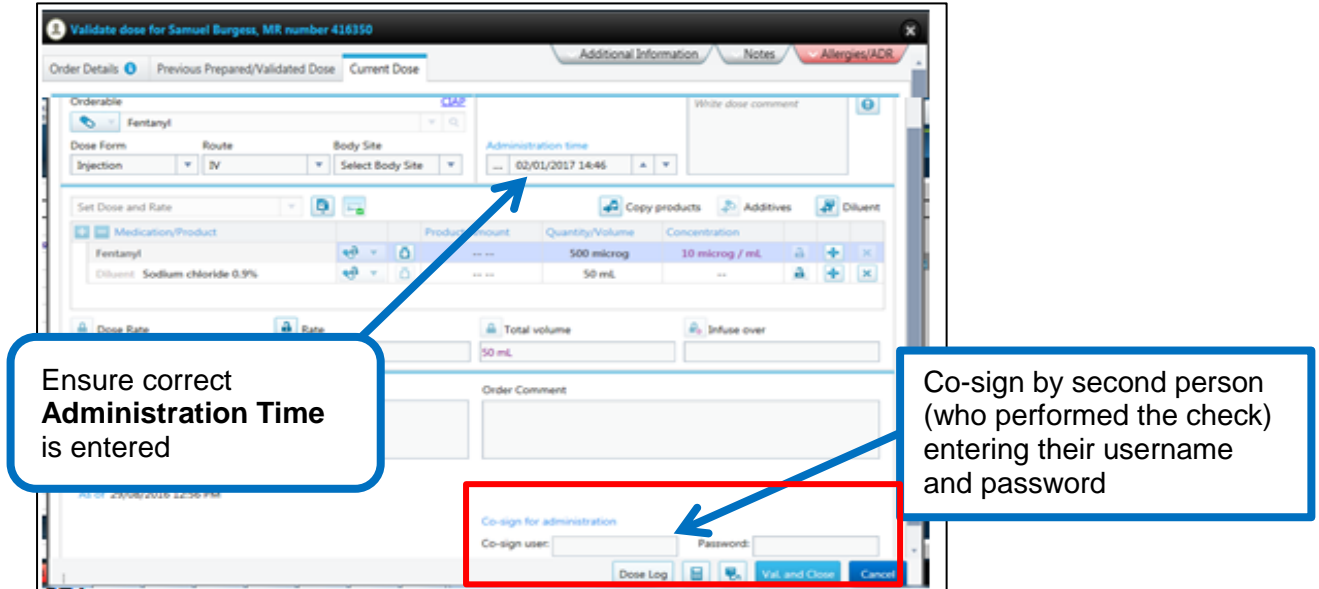 Validate dose for Samuel Burgess, MR number 416350
Additional Information Notes Allergies/ADR
Order Details Previous Prepared/Validated Dose Current Dose
Orderable CIAP Write dose comment
Fentanyl
Dose Form Route Body Site Administration time
Injection IV Select Body Site ... 02/01/2017 14:46
Set Dose and Rate Copy products Additives Diluent
Medication/Product Product Amount Quantity/Volume Concentration
Fentanyl -- -- 500 microg 10 microg / mL
Diluent Sodium chloride 0.9% -- -- 50 mL --
Dose Rate Rate Total volume Infuse over
50 mL
Ensure correct
Administration Time
is entered
Order Comment
Co-sign by second person
(who performed the check)
entering their username
and password
As of 29/08/2016 12:56 PM
Co-sign for administration
Co-sign user: Password:
Dose Log Val. and Close Cancel